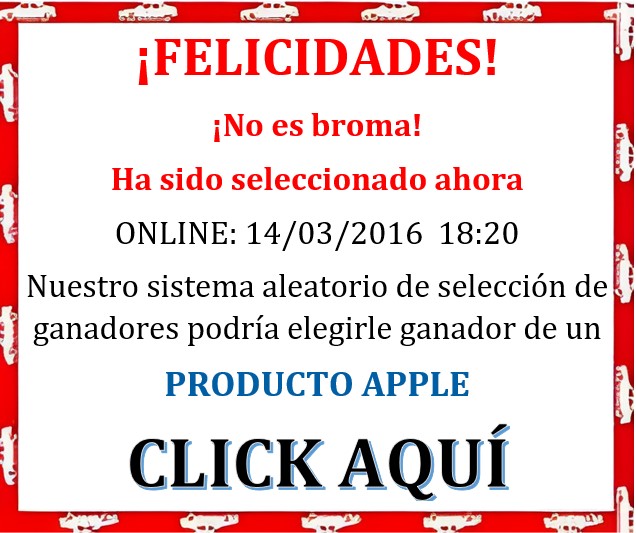 ¡FELICIDADES!
¡No es broma!
Ha sido seleccionado ahora
ONLINE: 14/03/2016 18:20
Nuestro sistema aleatorio de selección de
ganadores podría elegirle ganador de un
PRODUCTO APPLE
CLICK AQUÍ